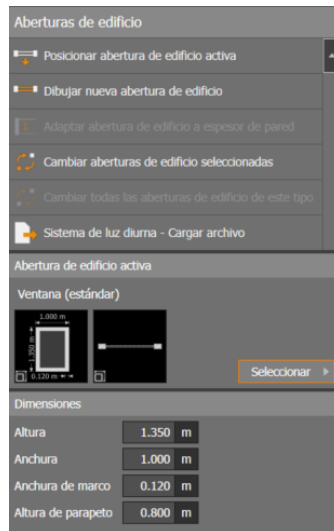 Aberturas de edificio
Posicionar abertura de edificio activa
Dibujar nueva abertura de edificio
Adaptar abertura de edificio a espesor de pared
Cambiar aberturas de edificio seleccionadas
Cambiar todas las aberturas de edificio de este tipo
Sistema de luz diurna - Cargar archivo
Abertura de edificio activa
Ventana (estándar)
1.000 m
1.350 m
0.120 m
Seleccionar
Dimensiones
Altura 1.350 m
Anchura 1.000 m
Anchura de marco 0.120 m
Altura de parapeto 0.800 m